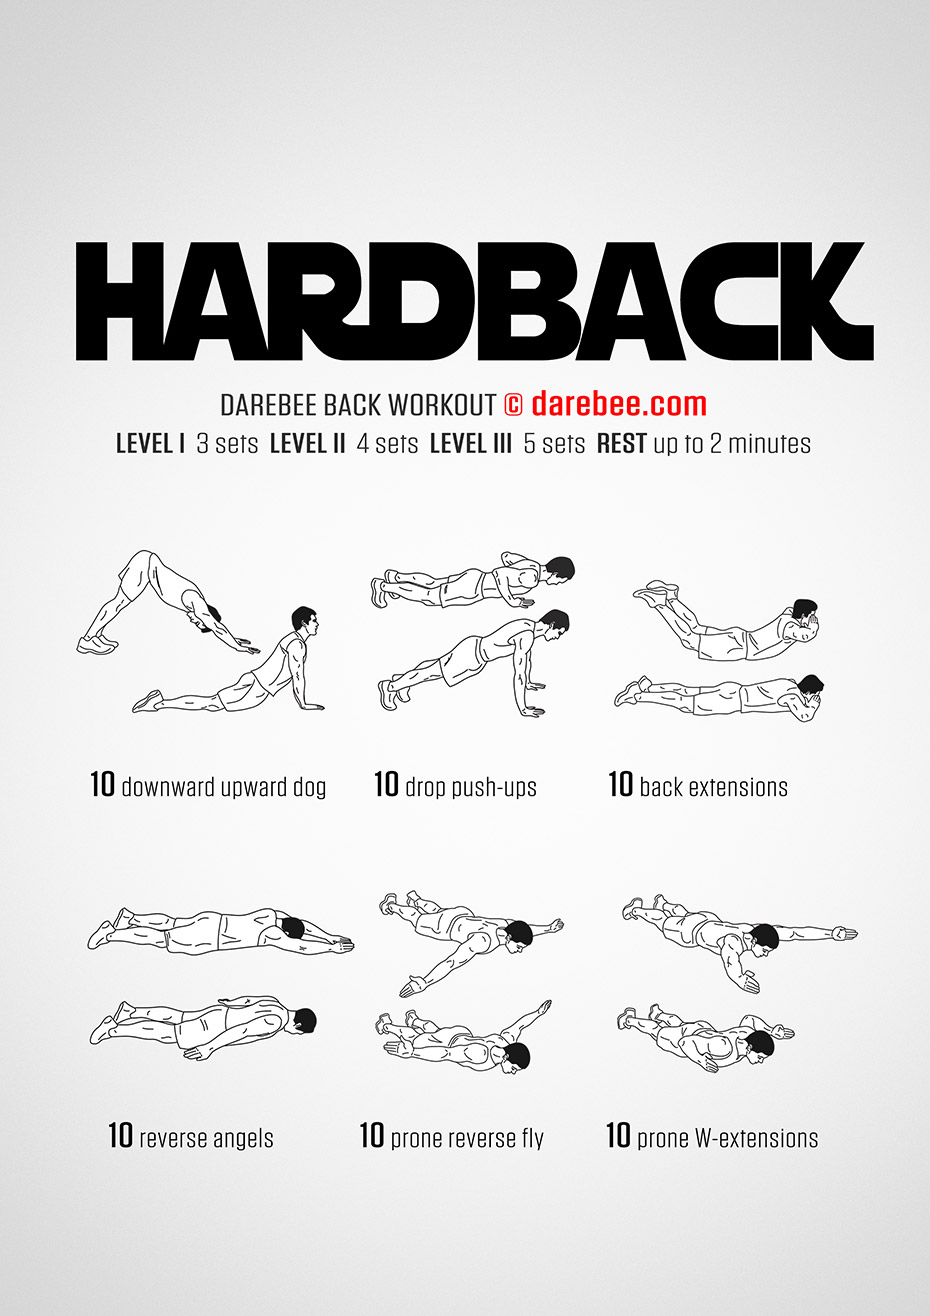 HARDBACK
DAREBEE BACK WORKOUT © darebee.com
LEVEL I 3 sets LEVEL II 4 sets LEVEL III 5 sets REST up to 2 minutes
10 downward upward dog
10 drop push-ups
10 back extensions
10 reverse angels
10 prone reverse fly
10 prone W-extensions